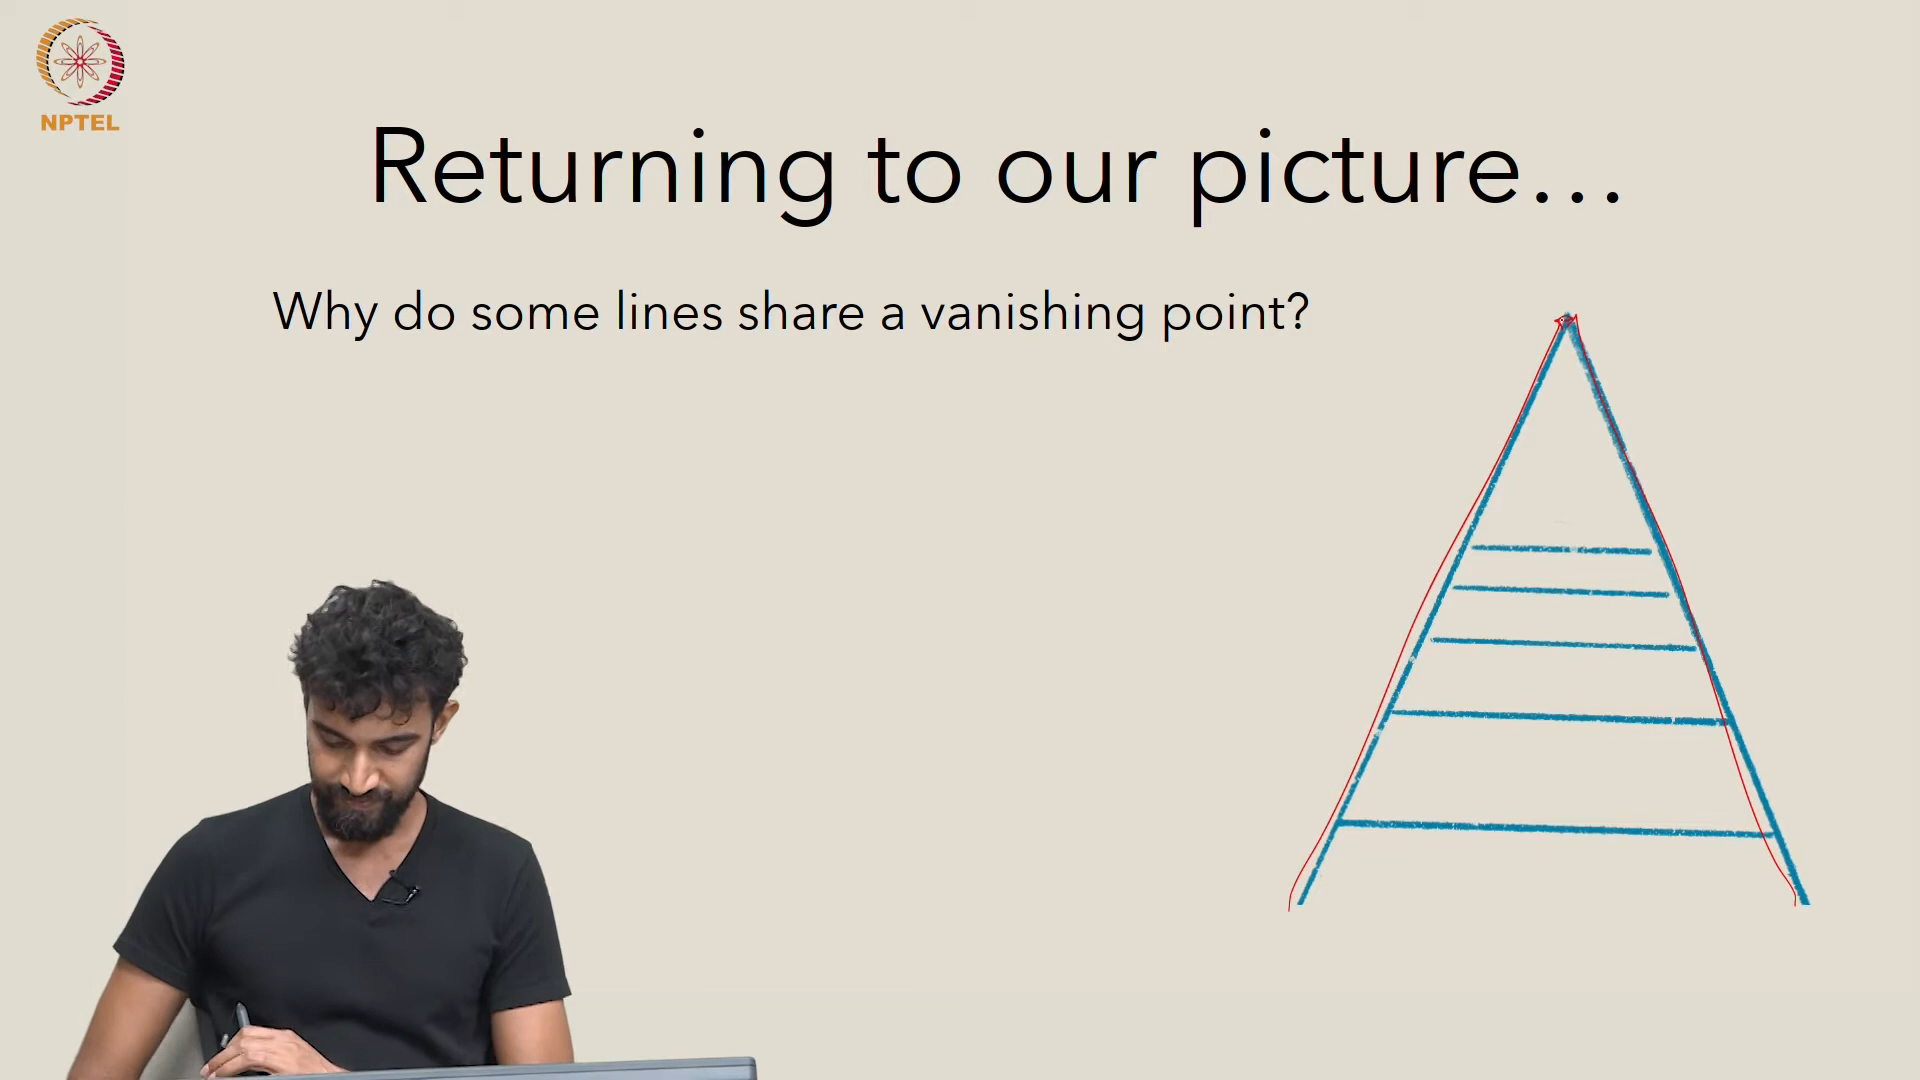 NPTEL
Returning to our picture...
Why do some lines share a vanishing point?